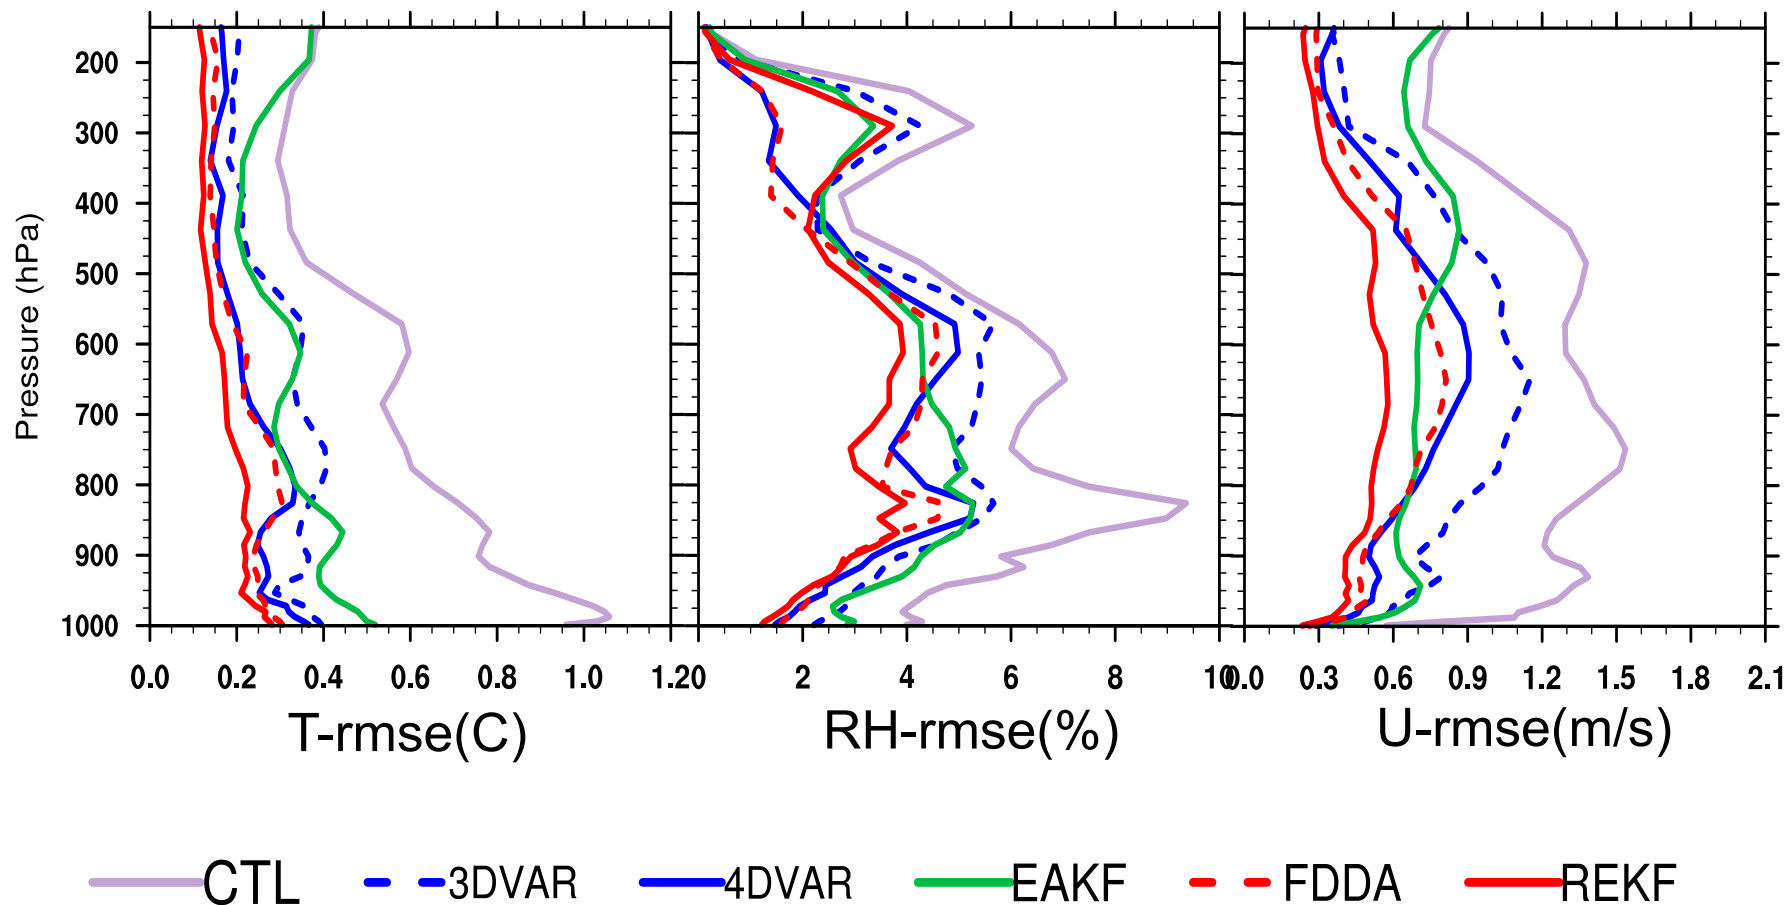 Pressure (hPa)
200
300
400
500
600
700
800
900
1000
0.0 0.2 0.4 0.6 0.8 1.0 1.2
0 2 4 6 8 10
0.0 0.3 0.6 0.9 1.2 1.5 1.8 2.1
T-rmse(C) RH-rmse(%) U-rmse(m/s)
CTL 3DVAR 4DVAR EAKF FDDA REKF